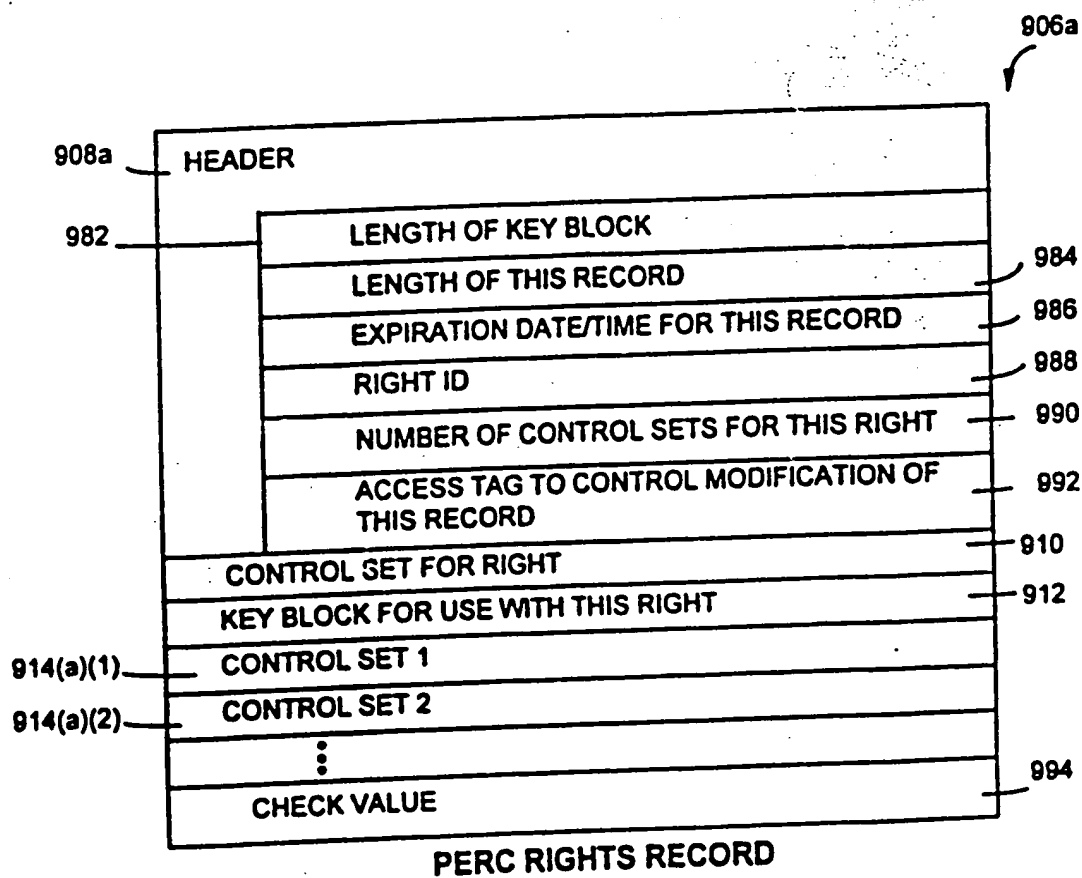 906a
908a
HEADER
982
LENGTH OF KEY BLOCK
LENGTH OF THIS RECORD
984
EXPIRATION DATE/TIME FOR THIS RECORD
986
RIGHT ID
988
NUMBER OF CONTROL SETS FOR THIS RIGHT
990
ACCESS TAG TO CONTROL MODIFICATION OF
THIS RECORD
992
CONTROL SET FOR RIGHT
910
KEY BLOCK FOR USE WITH THIS RIGHT
912
914(a)(1)
CONTROL SET 1
914(a)(2)
CONTROL SET 2
CHECK VALUE
994
PERC RIGHTS RECORD